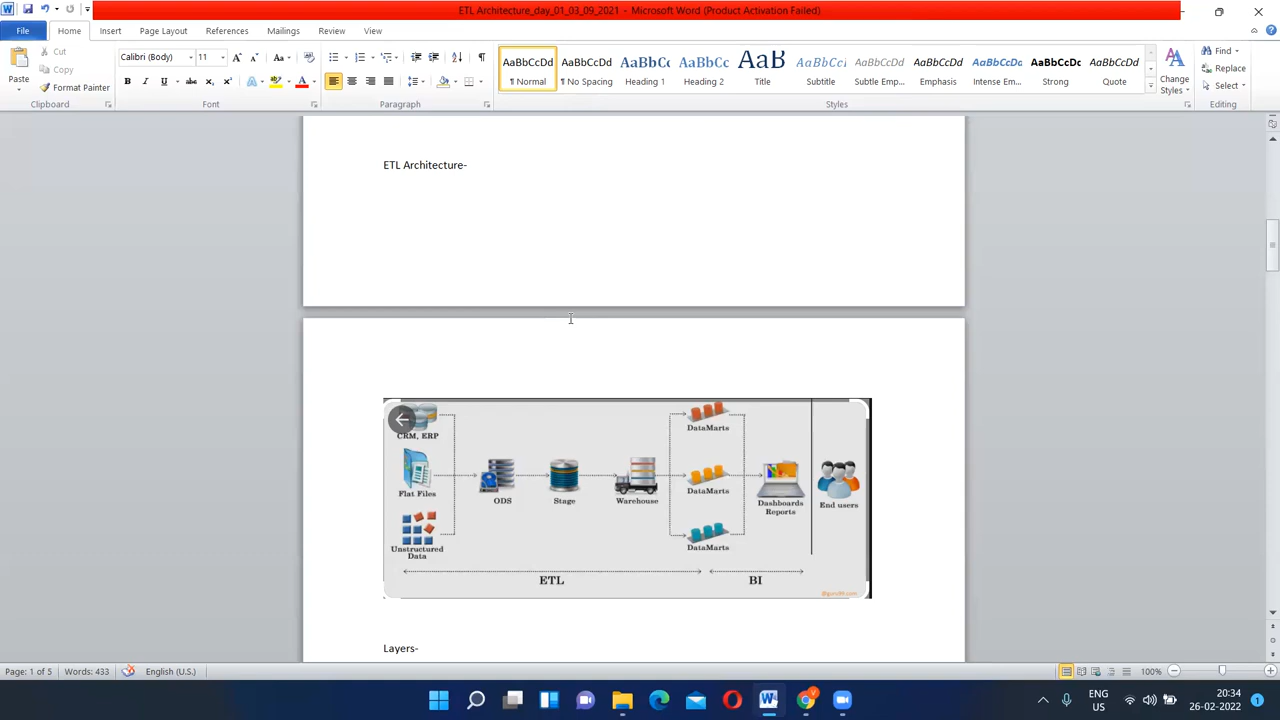 ETL Architecture_day_01_03_09_2021 - Microsoft Word (Product Activation Failed)
File Home Insert Page Layout References Mailings Review View
Paste
Cut
Copy
Format Painter
Clipboard
Calibri (Body) 11
Font
Paragraph
AaBbCcDd AaBbCcDd AaBbCc AaBbCc AaB AaBbCcl AaBbCcDd AaBbCcDd AaBbCcDd AaBbCcDd AaBbCcDd
¶ Normal ¶ No Spacing Heading 1 Heading 2 Title Subtitle Subtle Emp... Emphasis Intense Em... Strong Quote
Change Styles
Styles
Find
Replace
Select
Editing
ETL Architecture-
CRM, ERP
Flat Files
Unstructured
Data
ODS
Stage
Warehouse
DataMarts
DataMarts
DataMarts
Dashboards
Reports
End users
ETL
BI
Layers-
Page: 1 of 5 Words: 433 English (U.S.) 100%
ENG
US
20:34
26-02-2022